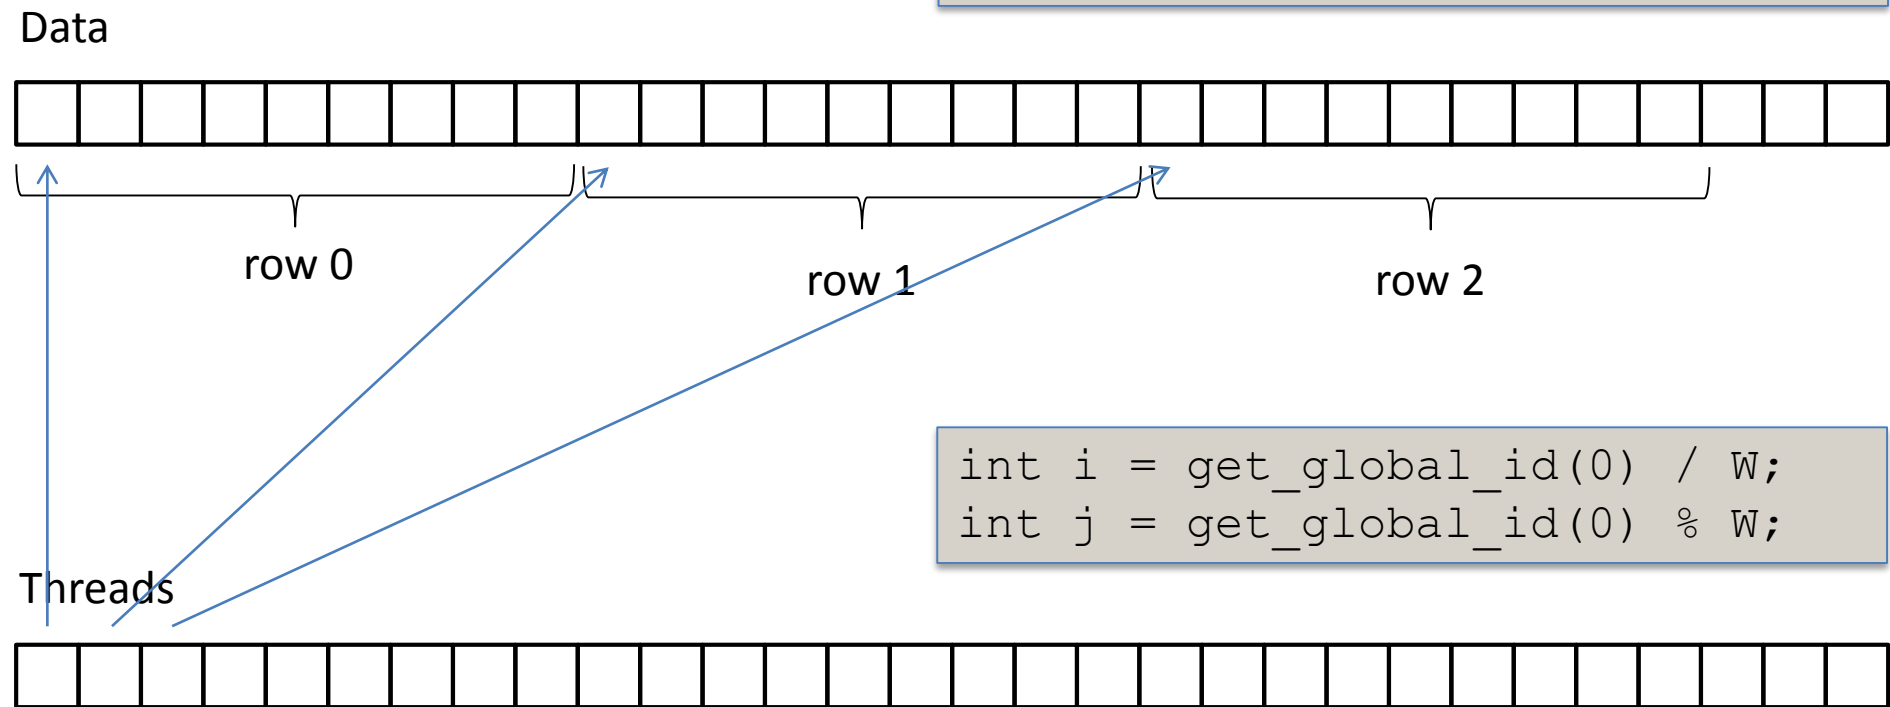 Data
row 0
row 1
row 2
int i = get_global_id(0) / W;
int j = get_global_id(0) % W;
Threads